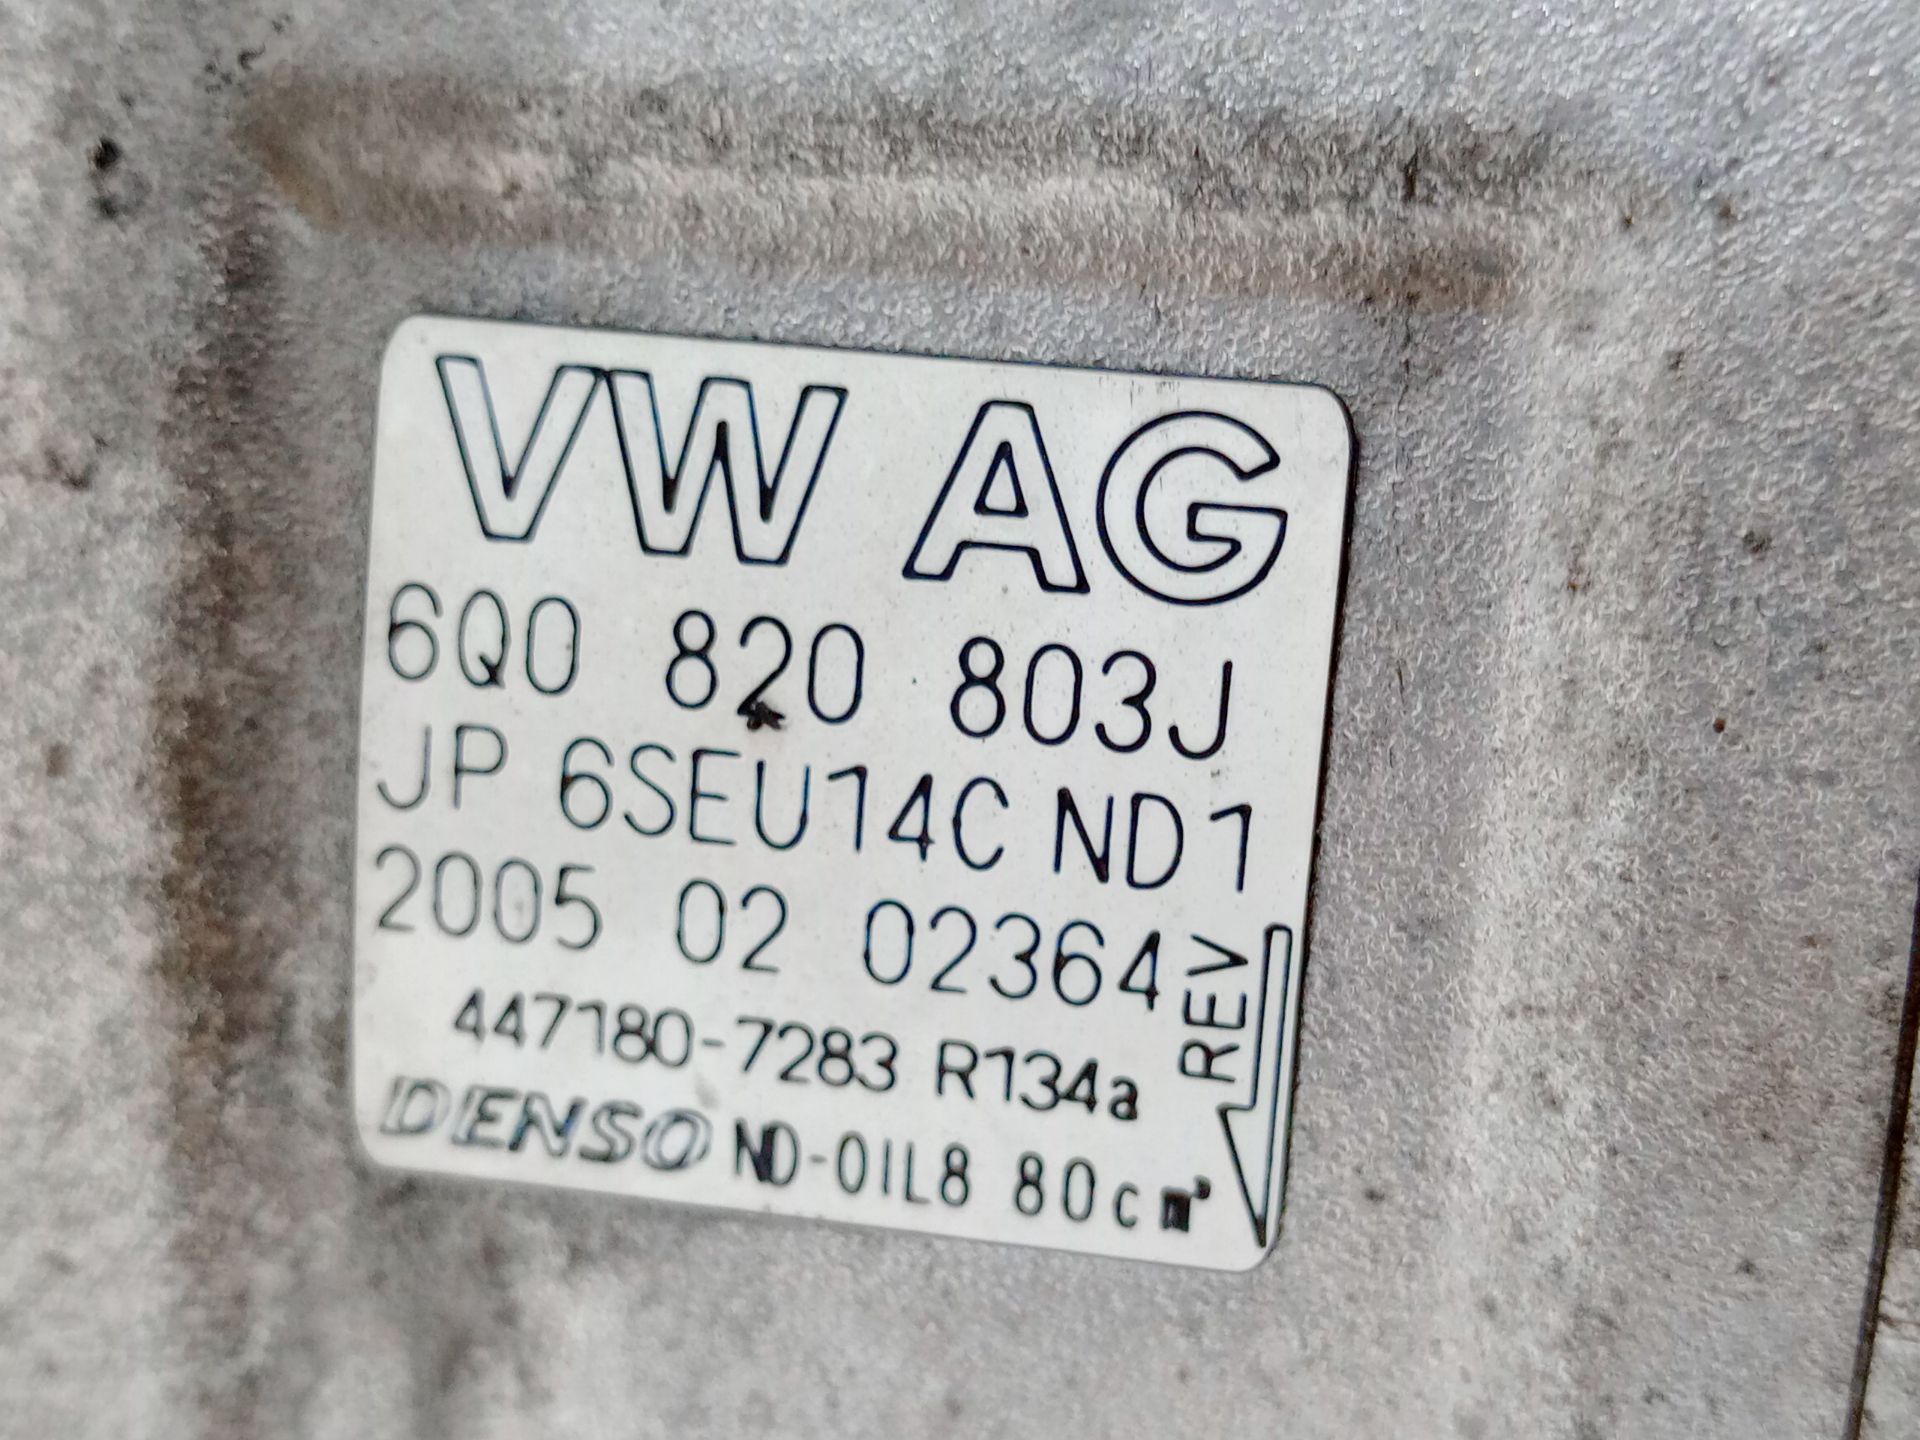 VW AG
6Q0 820 803J
JP 6SEU14C ND1
2005 02 02364
447180-7283 R134a
DENSO ND-OIL8 80cm³
REV